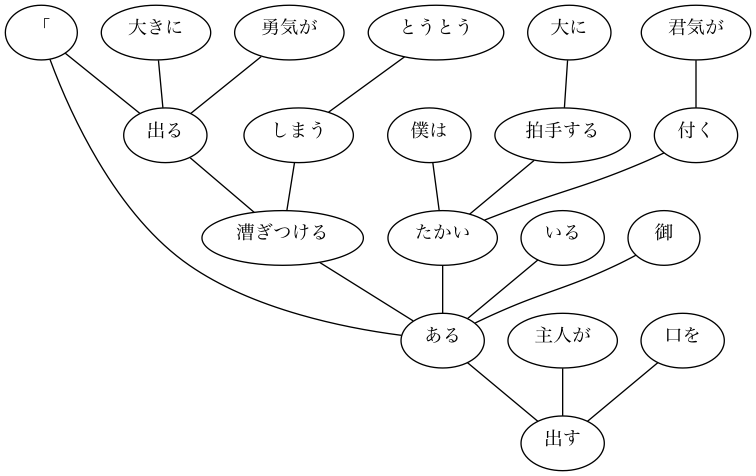 「 大きに 勇気が とうとう 大に 君気が
出る しまう 僕は 拍手する 付く
漕ぎつける たかい いる 御
ある 主人が 口を
出す